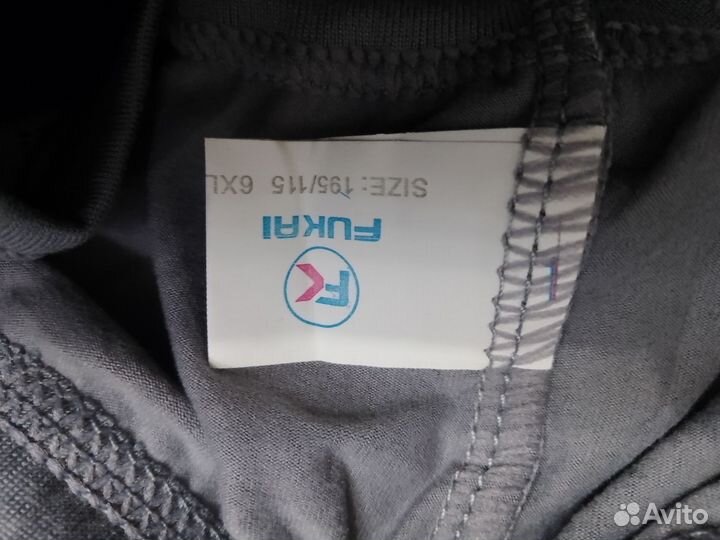 FK
FUKAI
SIZE: 195/115 6XL
Avito